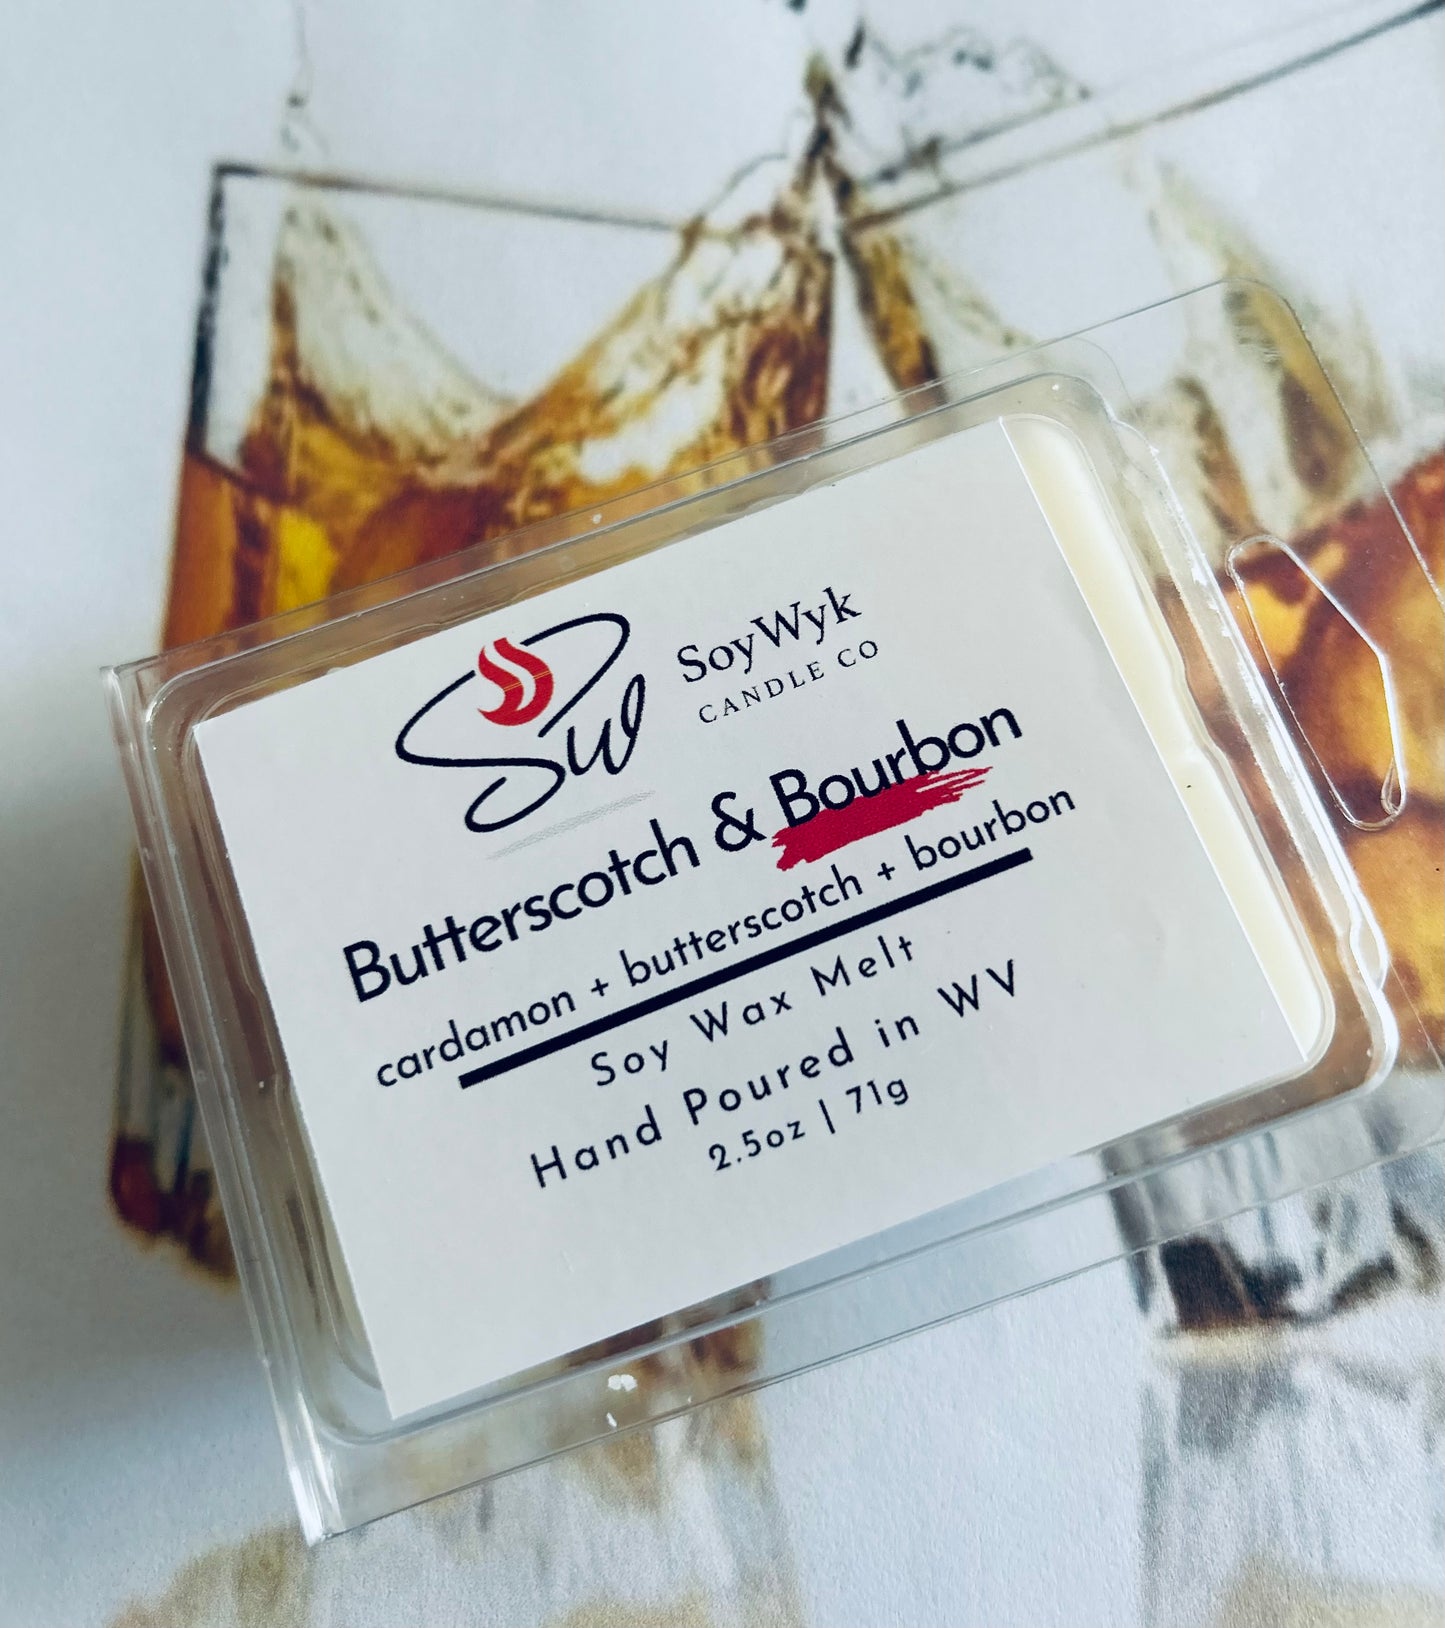 Sw
SoyWyk
CANDLE CO
Butterscotch & Bourbon
cardamon + butterscotch + bourbon
Soy Wax Melt
Hand Poured in WV
2.5oz | 71g